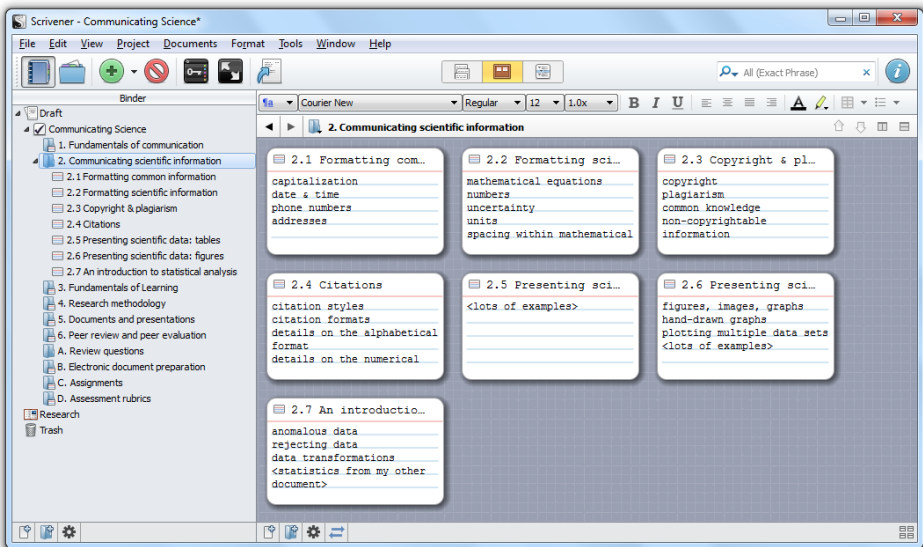 Scrivener - Communicating Science*
File Edit View Project Documents Format Tools Window Help
All (Exact Phrase)
Binder
Draft
Communicating Science
1. Fundamentals of communication
2. Communicating scientific information
2.1 Formatting common information
2.2 Formatting scientific information
2.3 Copyright & plagiarism
2.4 Citations
2.5 Presenting scientific data: tables
2.6 Presenting scientific data: figures
2.7 An introduction to statistical analysis
3. Fundamentals of Learning
4. Research methodology
5. Documents and presentations
6. Peer review and peer evaluation
A. Review questions
B. Electronic document preparation
C. Assignments
D. Assessment rubrics
Research
Trash
¶a Courier New Regular 12 1.0x B I U A
2. Communicating scientific information
2.1 Formatting com...
capitalization
date & time
phone numbers
addresses
2.2 Formatting sci...
mathematical equations
numbers
uncertainty
units
spacing within mathematical
2.3 Copyright & pl...
copyright
plagiarism
common knowledge
non-copyrightable
information
2.4 Citations
citation styles
citation formats
details on the alphabetical
format
details on the numerical
2.5 Presenting sci...
<lots of examples>
2.6 Presenting sci...
figures, images, graphs
hand-drawn graphs
plotting multiple data sets
<lots of examples>
2.7 An introductio...
anomalous data
rejecting data
data transformations
<statistics from my other
document>